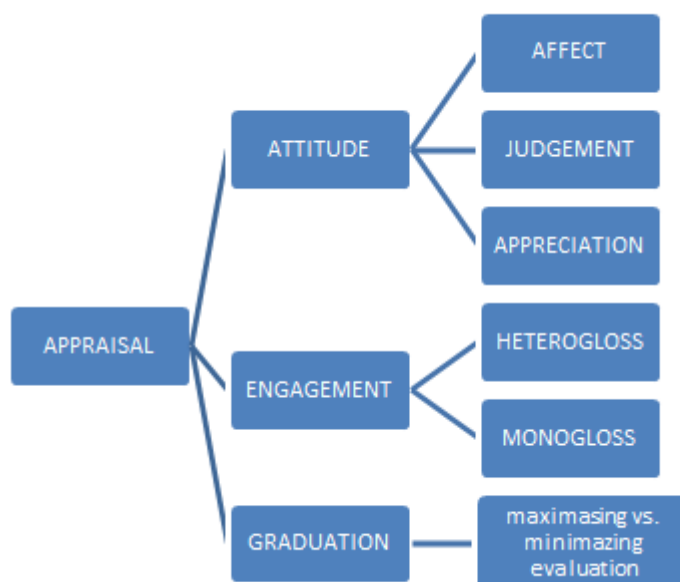 AFFECT
ATTITUDE
JUDGEMENT
APPRECIATION
APPRAISAL
HETEROGLOSS
ENGAGEMENT
MONOGLOSS
GRADUATION
maximasing vs.
minimazing
evaluation